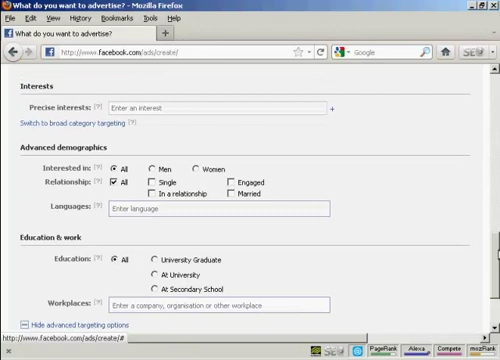 What do you want to advertise? - Mozilla Firefox
File Edit View History Bookmarks Tools Help
What do you want to advertise? +
http://www.facebook.com/ads/create/ Google SEO
Interests
Precise interests: [?] Enter an interest +
Switch to broad category targeting [?]
Advanced demographics
Interested in: [?] All Men Women
Relationship: [?] All Single Engaged
In a relationship Married
Languages: [?] Enter language
Education & work
Education: [?] All University Graduate
At University
At Secondary School
Workplaces: [?] Enter a company, organisation or other workplace
Hide advanced targeting options
http://www.facebook.com/ads/create/#
× SEO PageRank Alexa Compete mozRank